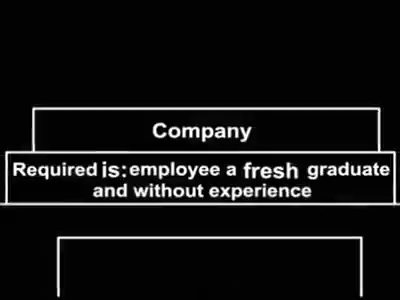 Company
Required is: employee a fresh graduate
and without experience